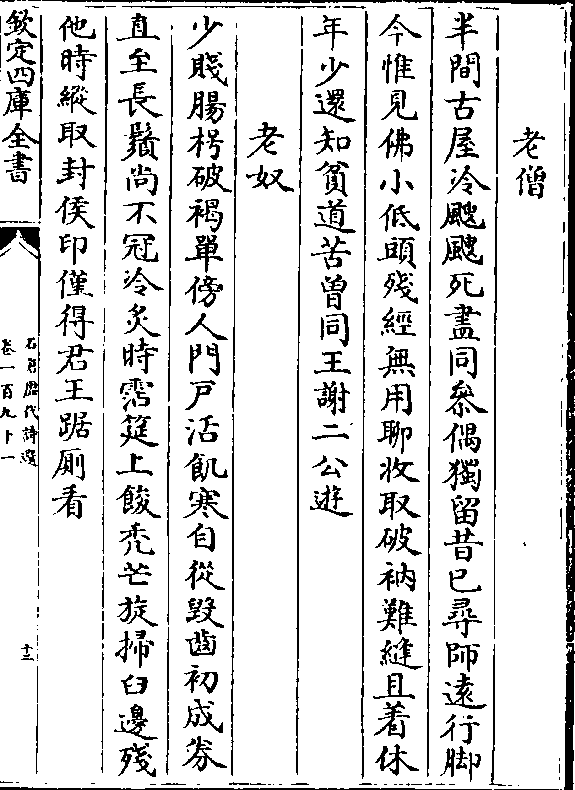 老僧
半間古屋冷颼颼死盡同叅偶獨留昔已尋師遠行脚
今惟見佛小低頭殘經無用聊收取破衲難縫且着休
年少還知貧道苦曾同王謝二公遊
老奴
少賤腸枵破褐單傍人門戸活飢寒自從毀齒初成券
直至長鬚尚不冠冷炙時霑筵上餕秃芒旋掃臼邊殘
他時縱取封侯印僅得君王踞厠看
欽定四庫全書
石倉歷代詩選
卷一百九十一
十三